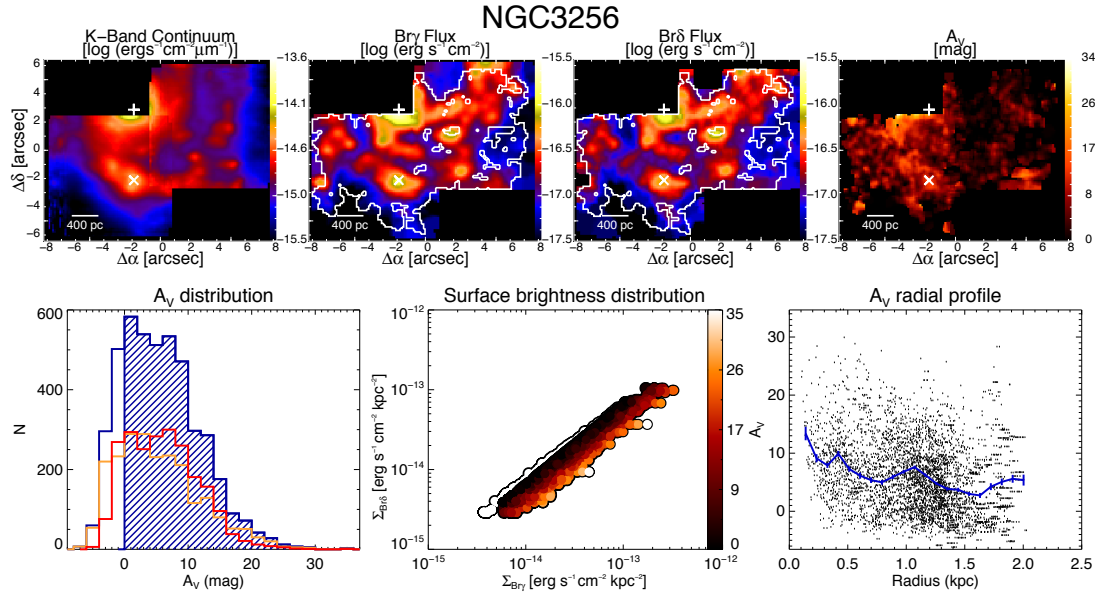 NGC3256
K-Band Continuum
[log (ergs⁻¹cm⁻²μm⁻¹)]
Brγ Flux
[log (erg s⁻¹cm⁻²)]
Brδ Flux
[log (erg s⁻¹cm⁻²)]
A_V
[mag]
6
4
2
0
-2
-4
-6
Δδ [arcsec]
-13.6
-14.1
-14.6
-15.0
-15.5
-15.5
-16.0
-16.5
-17.0
-17.5
-15.5
-16.0
-16.5
-17.0
-17.5
34
26
17
9
0
400 pc
400 pc
400 pc
400 pc
-8 -6 -4 -2 0 2 4 6 8
-8 -6 -4 -2 0 2 4 6 8
-8 -6 -4 -2 0 2 4 6 8
-8 -6 -4 -2 0 2 4 6 8
Δα [arcsec]
Δα [arcsec]
Δα [arcsec]
Δα [arcsec]
A_V distribution
600
400
200
0
N
0 10 20 30
A_V (mag)
Surface brightness distribution
10⁻¹²
10⁻¹³
10⁻¹⁴
10⁻¹⁵
Σ_Brδ [erg s⁻¹ cm⁻² kpc⁻²]
10⁻¹⁵ 10⁻¹⁴ 10⁻¹³ 10⁻¹²
Σ_Brγ [erg s⁻¹ cm⁻² kpc⁻²]
35
26
17
9
0
A_V
A_V radial profile
30
20
10
0
0.0 0.5 1.0 1.5 2.0 2.5
Radius (kpc)